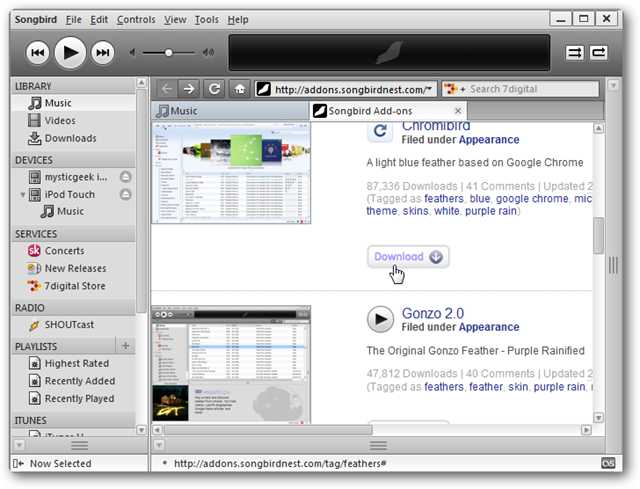 Songbird File Edit Controls View Tools Help
LIBRARY
Music
Videos
Downloads
DEVICES
mysticgeek i...
iPod Touch
Music
SERVICES
Concerts
New Releases
7digital Store
RADIO
SHOUTcast
PLAYLISTS
Highest Rated
Recently Added
Recently Played
ITUNES
Now Selected
http://addons.songbirdnest.com/
Search 7digital
Music
Songbird Add-ons
Chromibird
Filed under Appearance
A light blue feather based on Google Chrome
87,336 Downloads | 41 Comments | Updated 2
(Tagged as feathers, blue, google chrome, mic
theme, skins, white, purple rain)
Download
Gonzo 2.0
Filed under Appearance
The Original Gonzo Feather - Purple Rainified
47,812 Downloads | 40 Comments | Updated 2
(Tagged as feathers, feather, skin, purple rain,
http://addons.songbirdnest.com/tag/feathers#